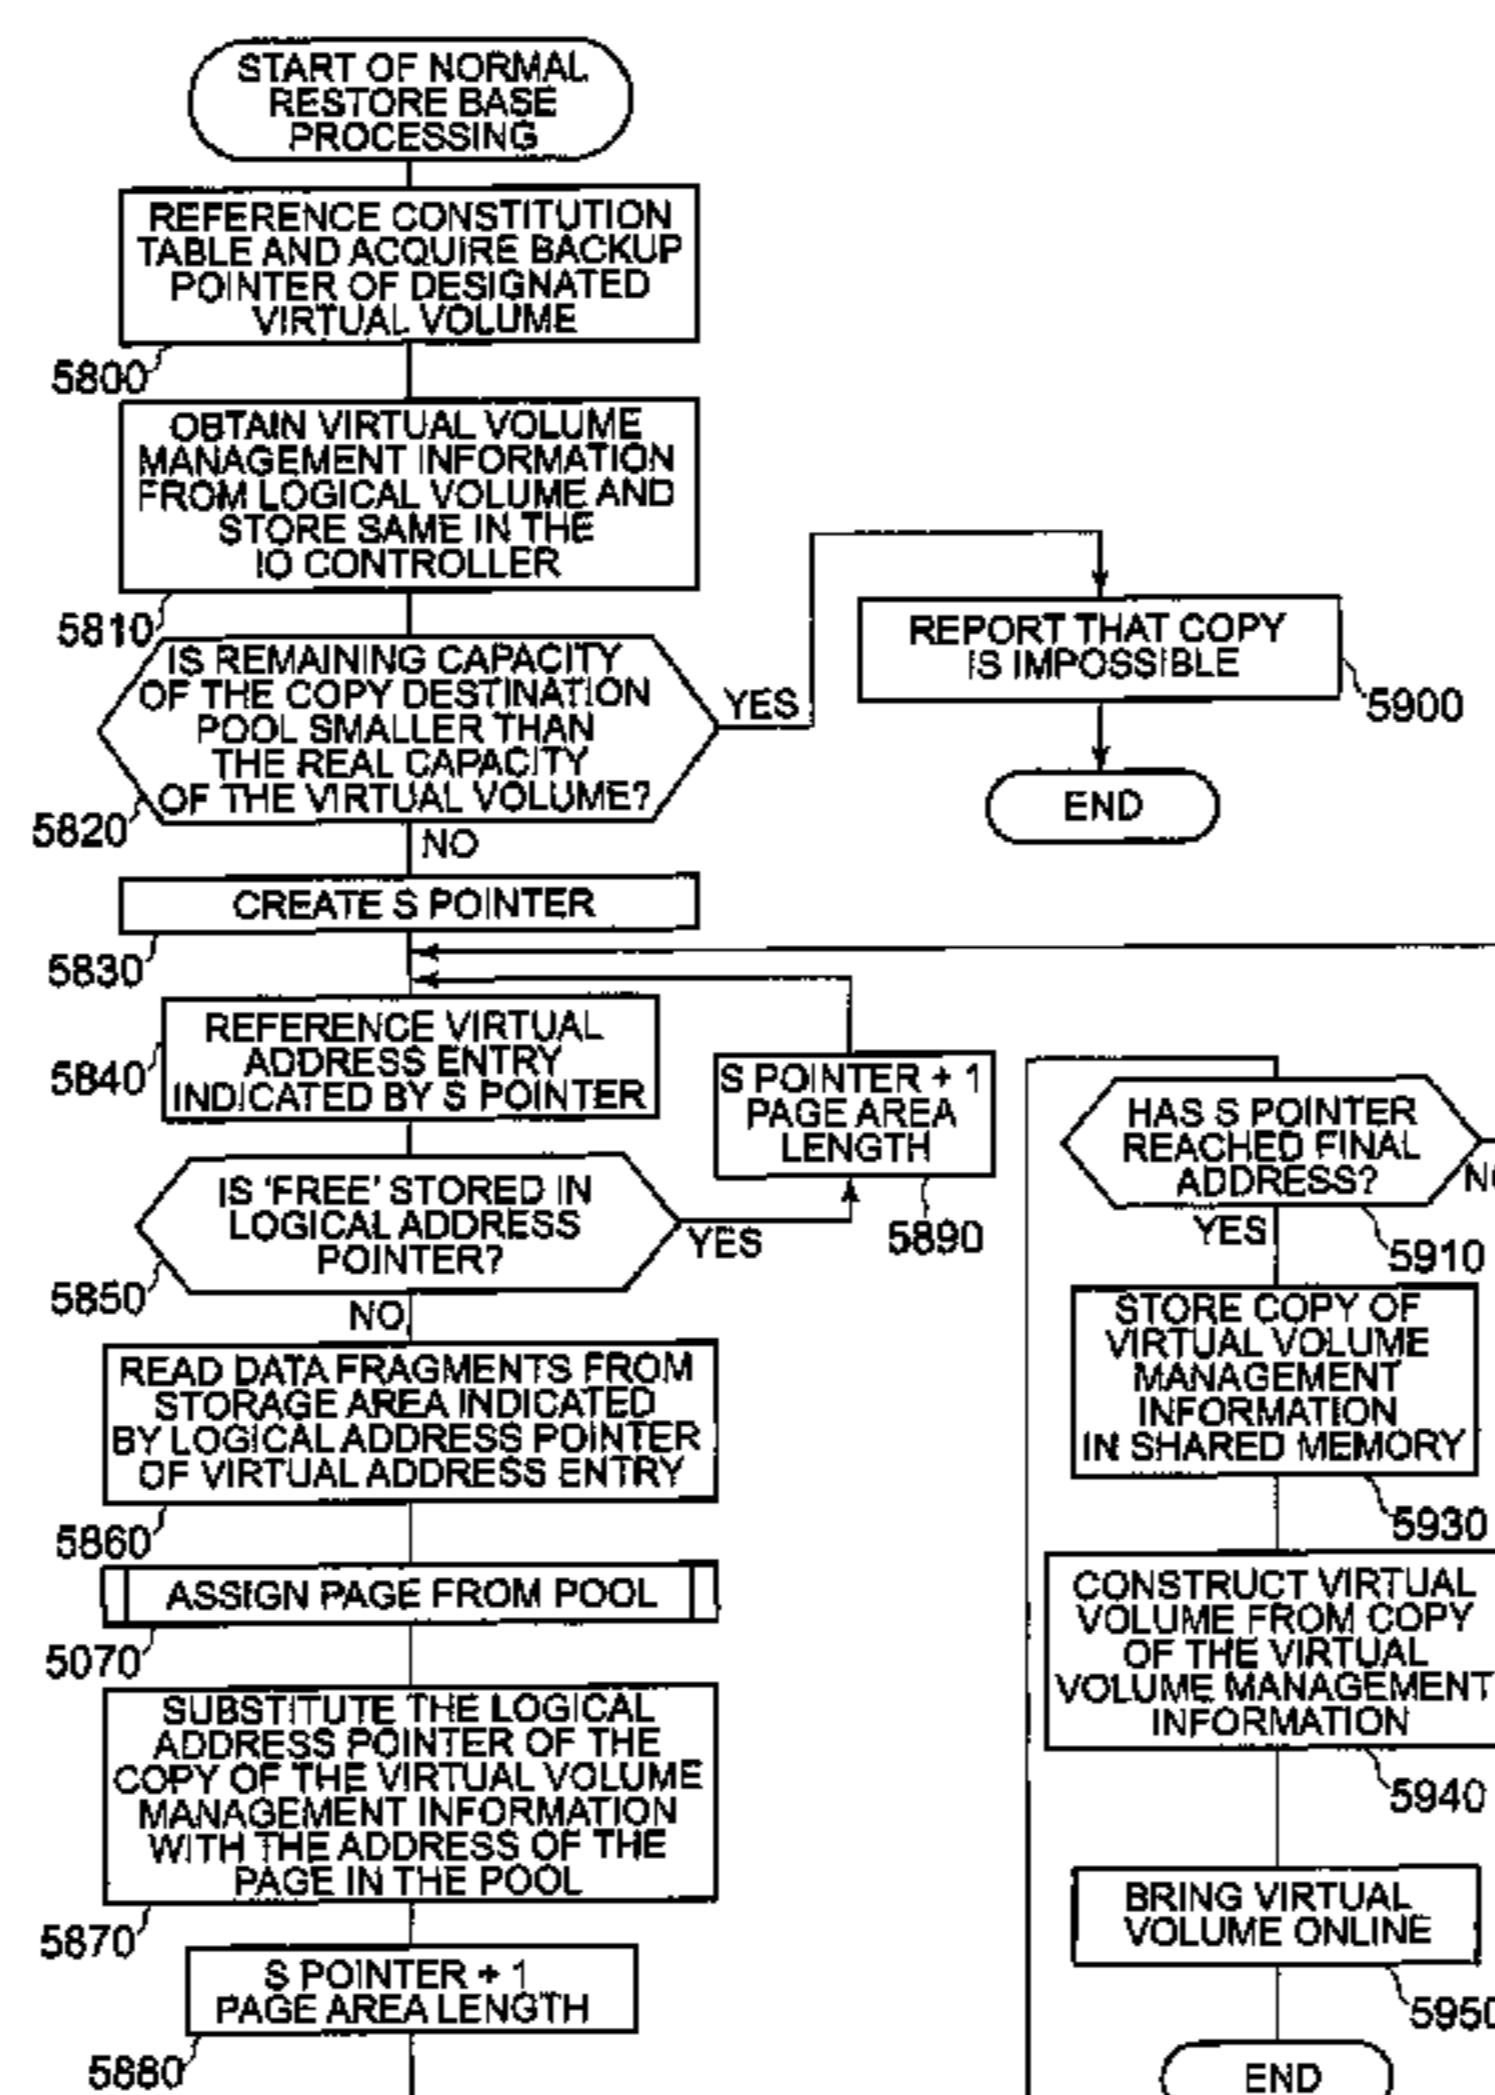 START OF NORMAL
RESTORE BASE
PROCESSING
REFERENCE CONSTITUTION
TABLE AND ACQUIRE BACKUP
POINTER OF DESIGNATED
VIRTUAL VOLUME
5800
OBTAIN VIRTUAL VOLUME
MANAGEMENT INFORMATION
FROM LOGICAL VOLUME AND
STORE SAME IN THE
IO CONTROLLER
5810
IS REMAINING CAPACITY
OF THE COPY DESTINATION
POOL SMALLER THAN
THE REAL CAPACITY
OF THE VIRTUAL VOLUME?
5820
YES
NO
REPORT THAT COPY
IS IMPOSSIBLE
5900
END
CREATE S POINTER
5830
REFERENCE VIRTUAL
ADDRESS ENTRY
INDICATED BY S POINTER
5840
IS 'FREE' STORED IN
LOGICAL ADDRESS
POINTER?
5850
YES
NO
S POINTER + 1
PAGE AREA
LENGTH
5890
READ DATA FRAGMENTS FROM
STORAGE AREA INDICATED
BY LOGICAL ADDRESS POINTER
OF VIRTUAL ADDRESS ENTRY
5860
ASSIGN PAGE FROM POOL
5070
SUBSTITUTE THE LOGICAL
ADDRESS POINTER OF THE
COPY OF THE VIRTUAL VOLUME
MANAGEMENT INFORMATION
WITH THE ADDRESS OF THE
PAGE IN THE POOL
5870
S POINTER + 1
PAGE AREA LENGTH
5880
HAS S POINTER
REACHED FINAL
ADDRESS?
5910
YES
STORE COPY OF
VIRTUAL VOLUME
MANAGEMENT
INFORMATION
IN SHARED MEMORY
5930
CONSTRUCT VIRTUAL
VOLUME FROM COPY
OF THE VIRTUAL
VOLUME MANAGEMENT
INFORMATION
5940
BRING VIRTUAL
VOLUME ONLINE
5950
END